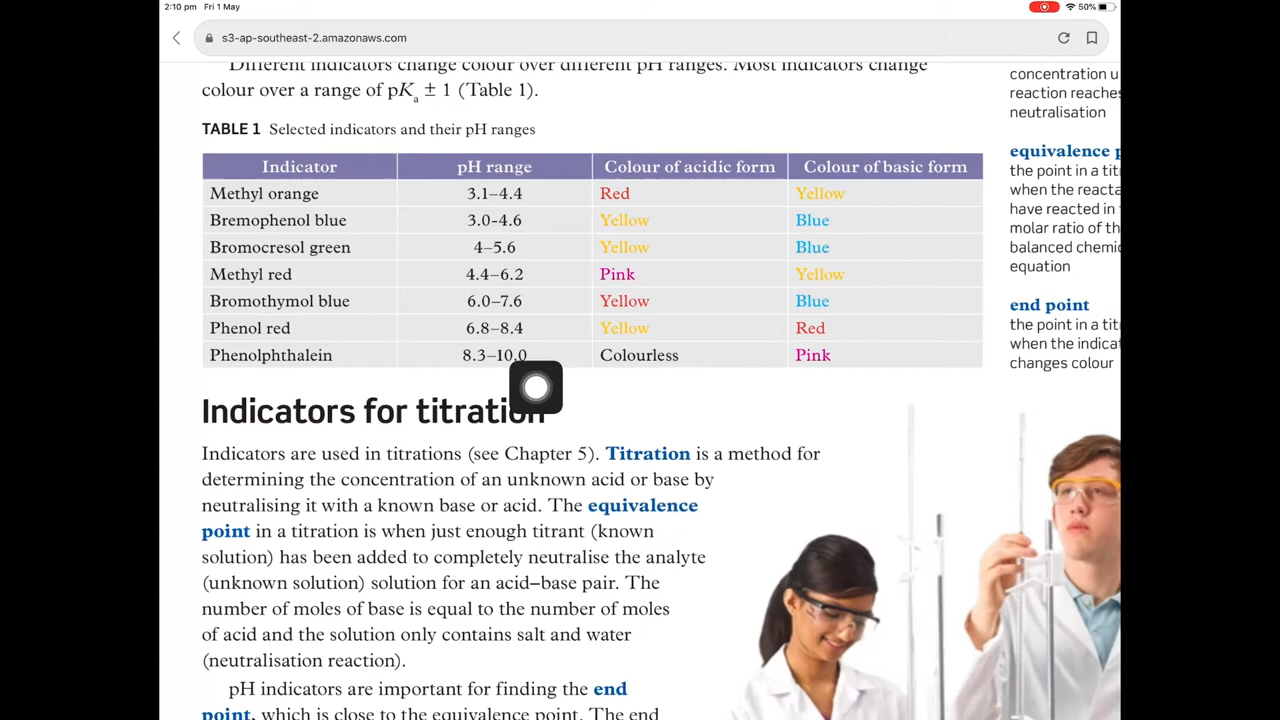 2:10 pm Fri 1 May
50%
s3-ap-southeast-2.amazonaws.com
Different indicators change colour over different pH ranges. Most indicators change
colour over a range of pKa ± 1 (Table 1).
TABLE 1 Selected indicators and their pH ranges
Indicator pH range Colour of acidic form Colour of basic form
Methyl orange 3.1–4.4 Red Yellow
Bremophenol blue 3.0-4.6 Yellow Blue
Bromocresol green 4–5.6 Yellow Blue
Methyl red 4.4–6.2 Pink Yellow
Bromothymol blue 6.0–7.6 Yellow Blue
Phenol red 6.8–8.4 Yellow Red
Phenolphthalein 8.3–10.0 Colourless Pink
Indicators for titration
Indicators are used in titrations (see Chapter 5). Titration is a method for
determining the concentration of an unknown acid or base by
neutralising it with a known base or acid. The equivalence
point in a titration is when just enough titrant (known
solution) has been added to completely neutralise the analyte
(unknown solution) solution for an acid–base pair. The
number of moles of base is equal to the number of moles
of acid and the solution only contains salt and water
(neutralisation reaction).
pH indicators are important for finding the end
point, which is close to the equivalence point. The end
concentration u
reaction reaches
neutralisation
equivalence p
the point in a tit
when the reacta
have reacted in
molar ratio of th
balanced chemic
equation
end point
the point in a tit
when the indicat
changes colour